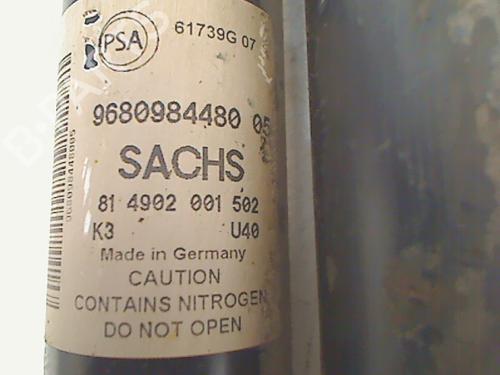 PSA
61739G 07
9680984480 05
SACHS
81 4902 001 502
K3 U40
Made in Germany
CAUTION
CONTAINS NITROGEN
DO NOT OPEN